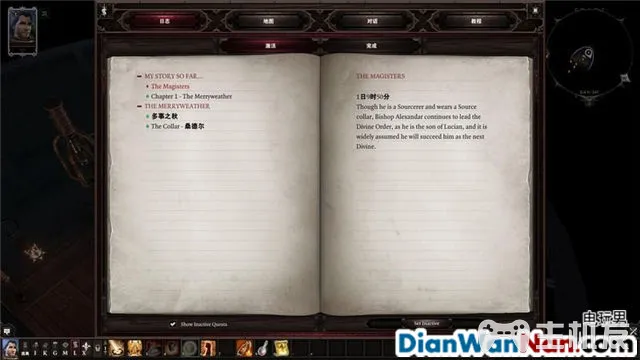 日志
地图
对话
教程
激活
完成
MY STORY SO FAR...
The Magisters
Chapter 1 - The Merryweather
THE MERRYWEATHER
多事之秋
The Collar - 桑德尔
THE MAGISTERS
1日9时50分
Though he is a Sourcerer and wears a Source
collar, Bishop Alexandar continues to lead the
Divine Order, as he is the son of Lucian, and it is
widely assumed he will succeed him as the next
Divine.
Show Inactive Quests
Set Inactive
I K G M L X
电玩男
DianWanNan.com